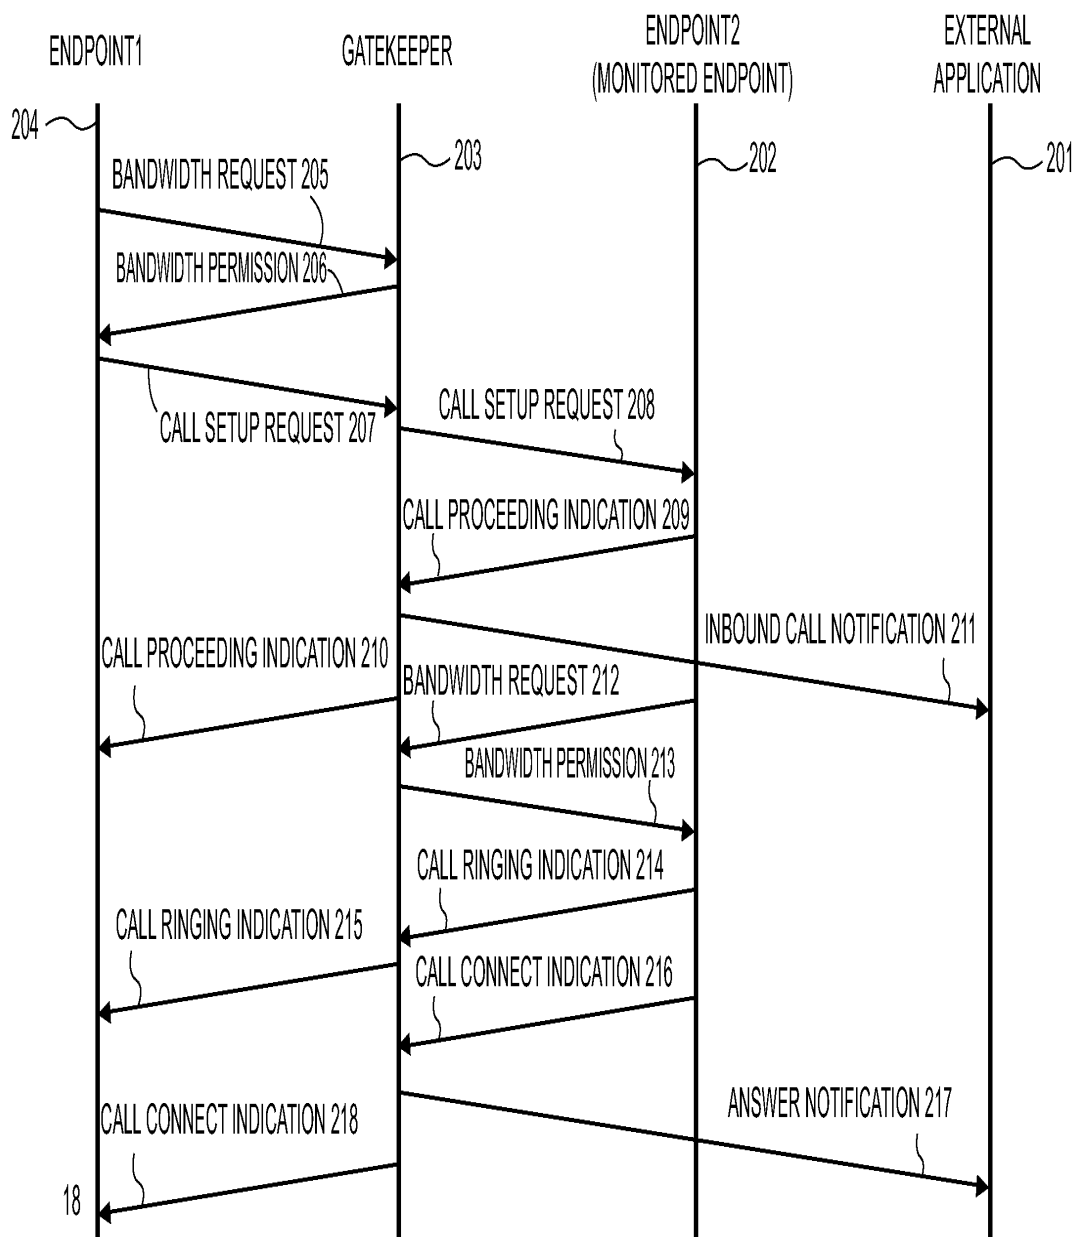 ENDPOINT1
GATEKEEPER
ENDPOINT2
(MONITORED ENDPOINT)
EXTERNAL
APPLICATION
204
203
202
201
BANDWIDTH REQUEST 205
BANDWIDTH PERMISSION 206
CALL SETUP REQUEST 207
CALL SETUP REQUEST 208
CALL PROCEEDING INDICATION 209
INBOUND CALL NOTIFICATION 211
CALL PROCEEDING INDICATION 210
BANDWIDTH REQUEST 212
BANDWIDTH PERMISSION 213
CALL RINGING INDICATION 214
CALL RINGING INDICATION 215
CALL CONNECT INDICATION 216
ANSWER NOTIFICATION 217
CALL CONNECT INDICATION 218
18